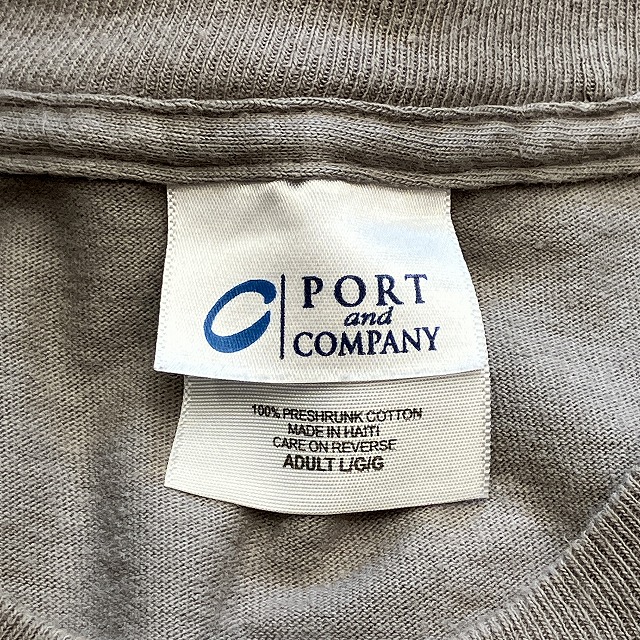 PORT
and
COMPANY
100% PRESHRUNK COTTON
MADE IN HAITI
CARE ON REVERSE
ADULT L/G/G